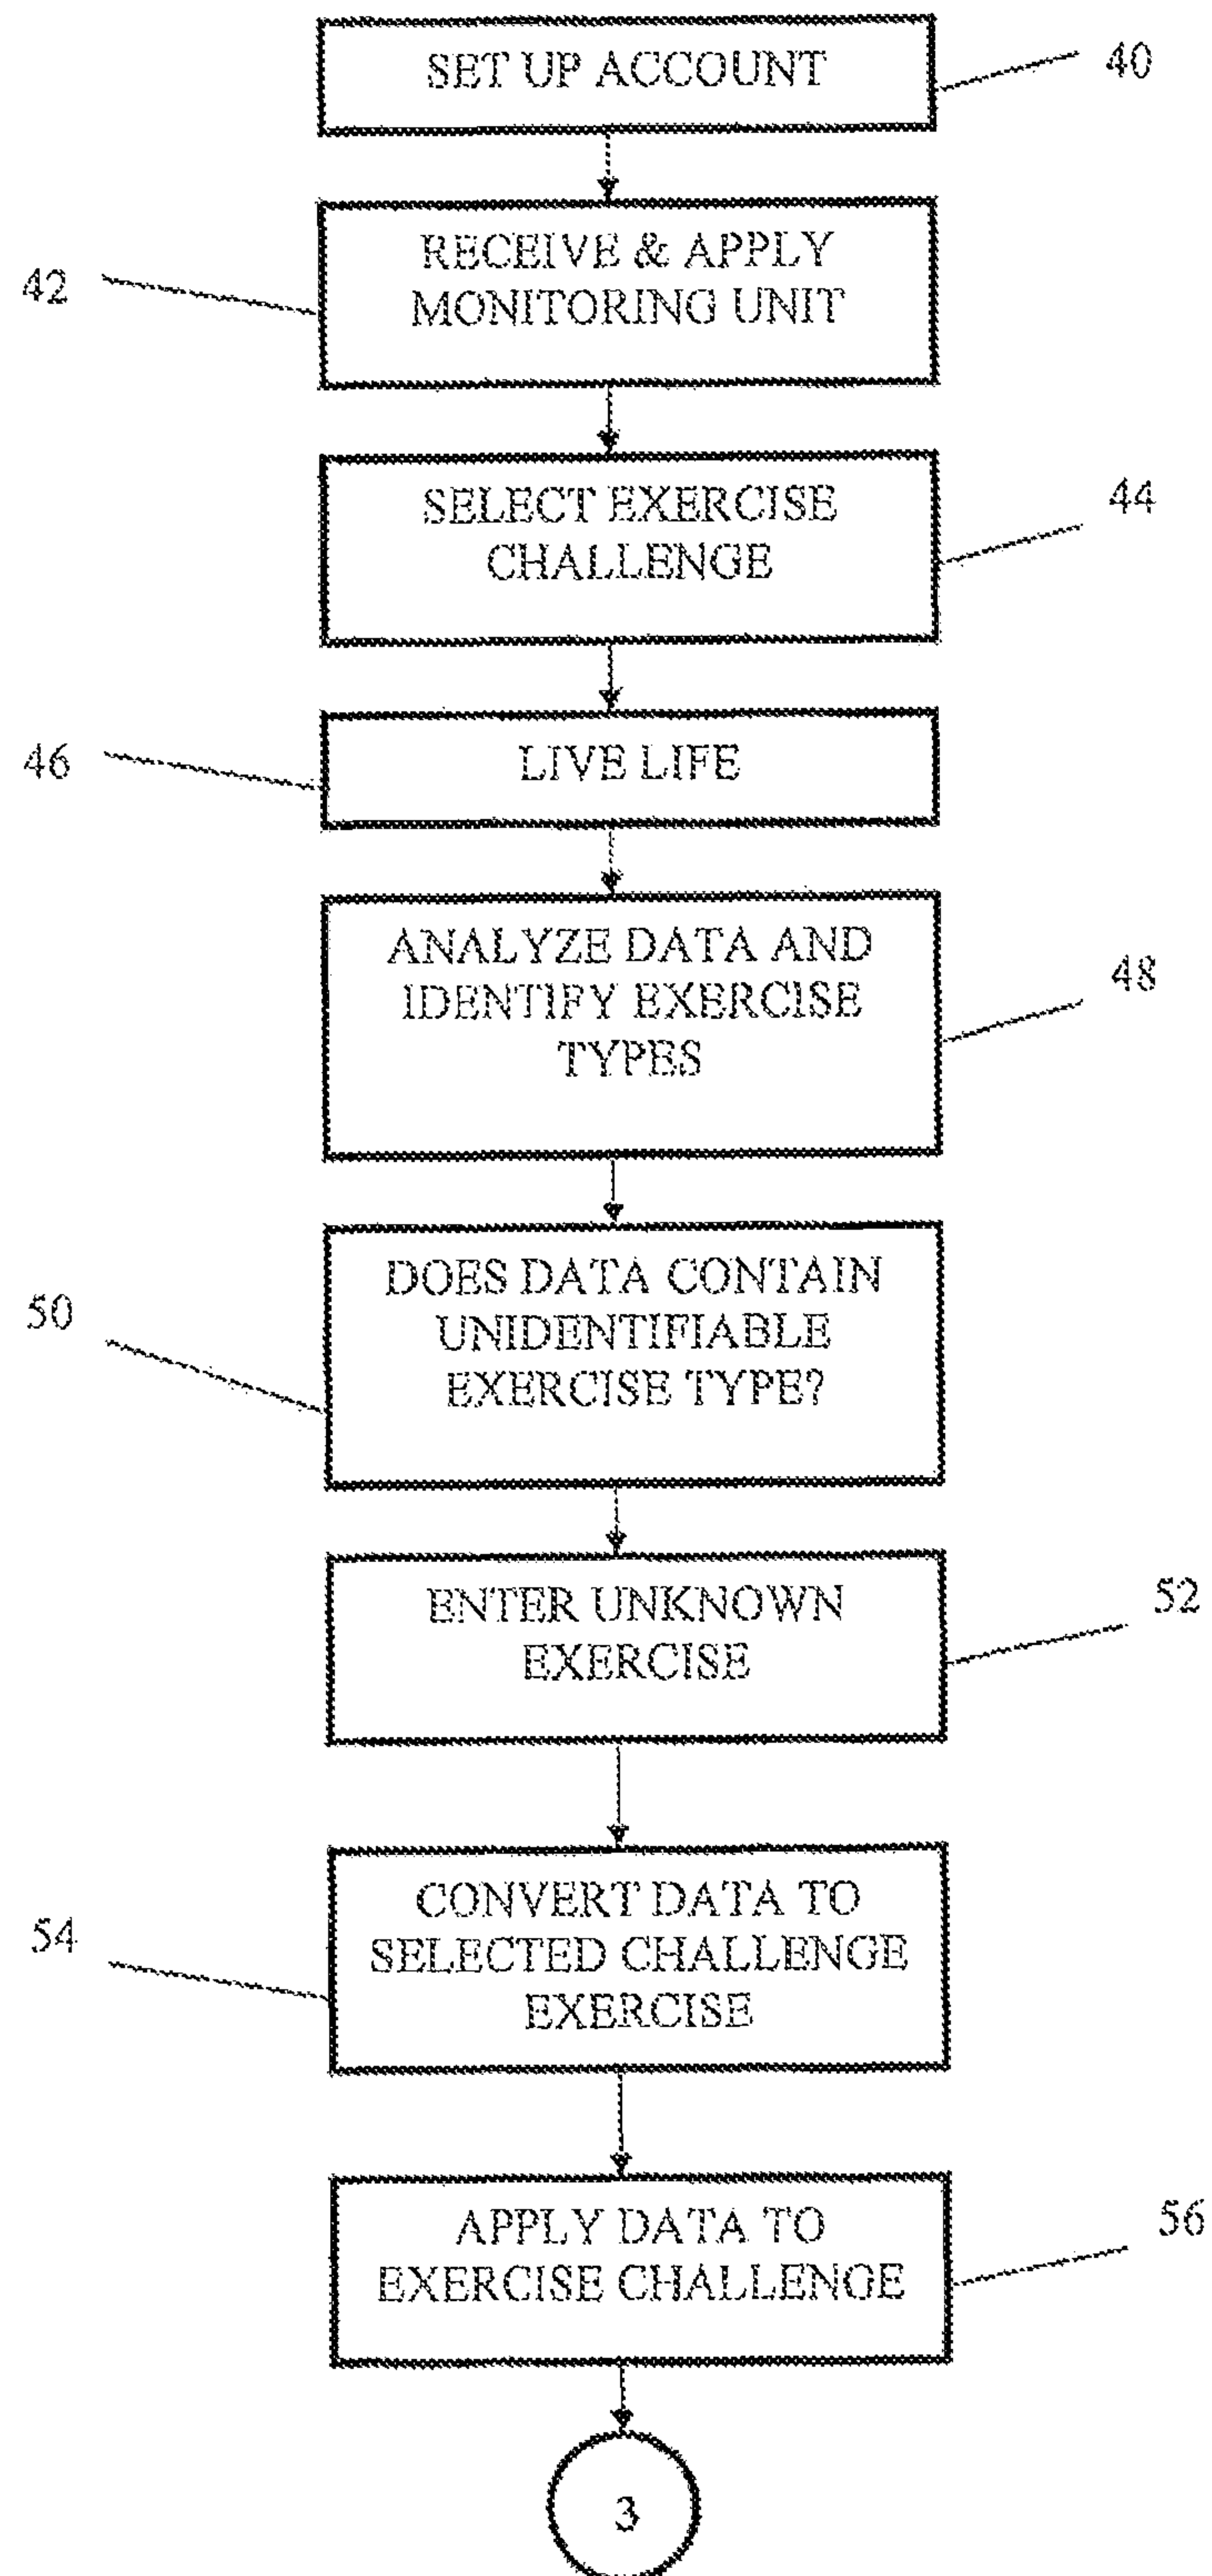 SET UP ACCOUNT
40
RECEIVE & APPLY
MONITORING UNIT
42
SELECT EXERCISE
CHALLENGE
44
LIVE LIFE
46
ANALYZE DATA AND
IDENTIFY EXERCISE
TYPES
48
DOES DATA CONTAIN
UNIDENTIFIABLE
EXERCISE TYPE?
50
ENTER UNKNOWN
EXERCISE
52
CONVERT DATA TO
SELECTED CHALLENGE
EXERCISE
54
APPLY DATA TO
EXERCISE CHALLENGE
56
3